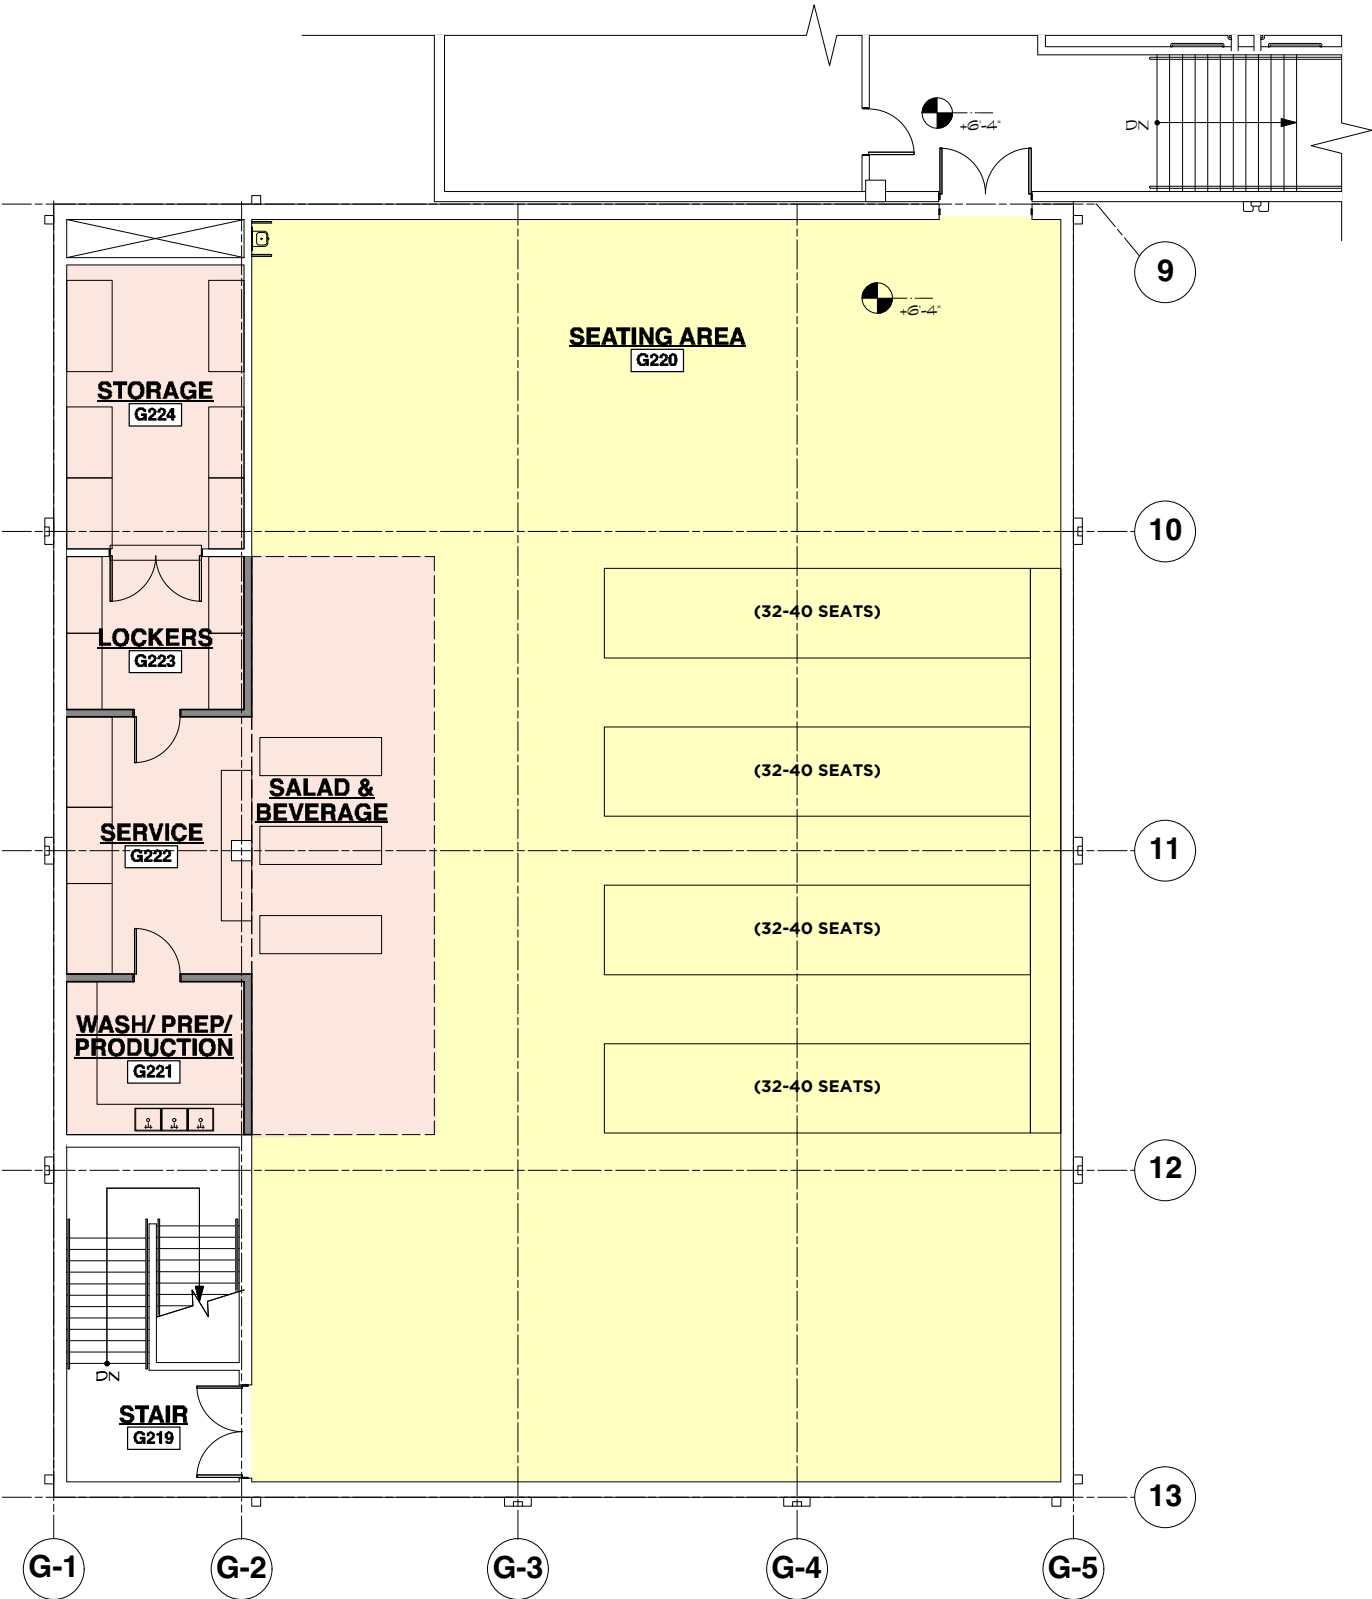 +6'-4"
DN
9
+6'-4"
SEATING AREA
G220
STORAGE
G224
10
(32-40 SEATS)
LOCKERS
G223
(32-40 SEATS)
SALAD &
BEVERAGE
SERVICE
G222
11
(32-40 SEATS)
WASH/ PREP/
PRODUCTION
G221
(32-40 SEATS)
12
DN
STAIR
G219
13
G-1
G-2
G-3
G-4
G-5